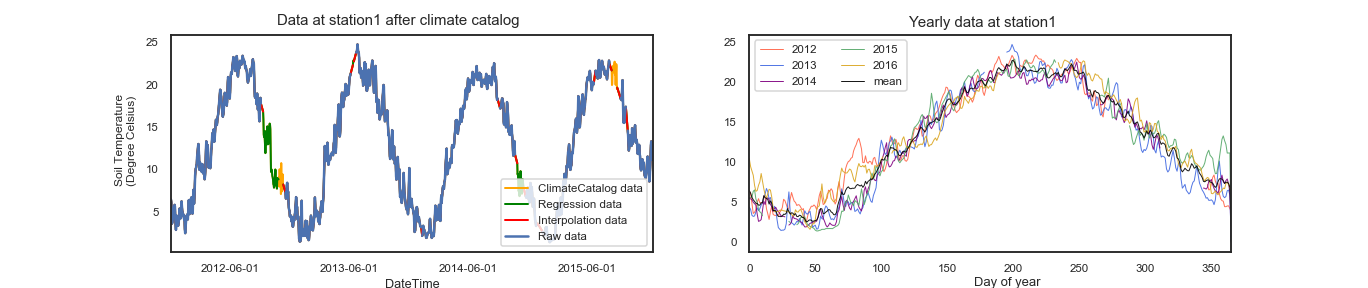 Data at station1 after climate catalog
Soil Temperature
(Degree Celsius)
25
20
15
10
5
2012-06-01
2013-06-01
2014-06-01
2015-06-01
DateTime
ClimateCatalog data
Regression data
Interpolation data
Raw data
Yearly data at station1
25
20
15
10
5
0
0
50
100
150
200
250
300
350
Day of year
2012
2013
2014
2015
2016
mean